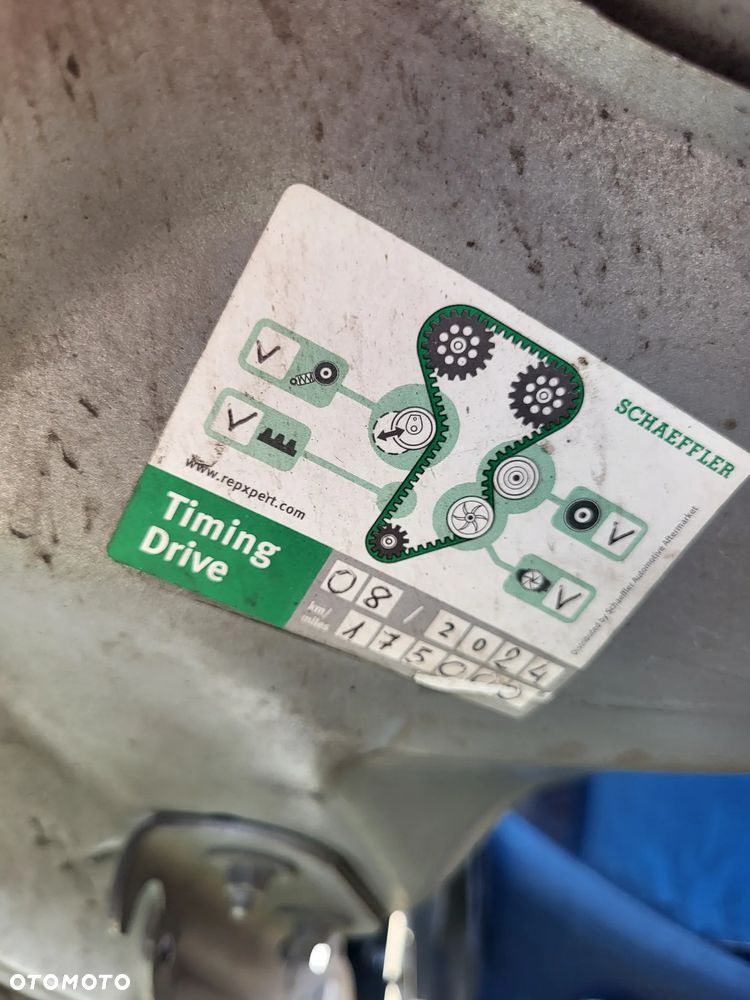 SCHAEFFLER
www.repxpert.com
Timing
Drive
Distributed by Schaeffler Automotive Aftermarket
08 / 2024
km/
miles
175000
OTOMOTO